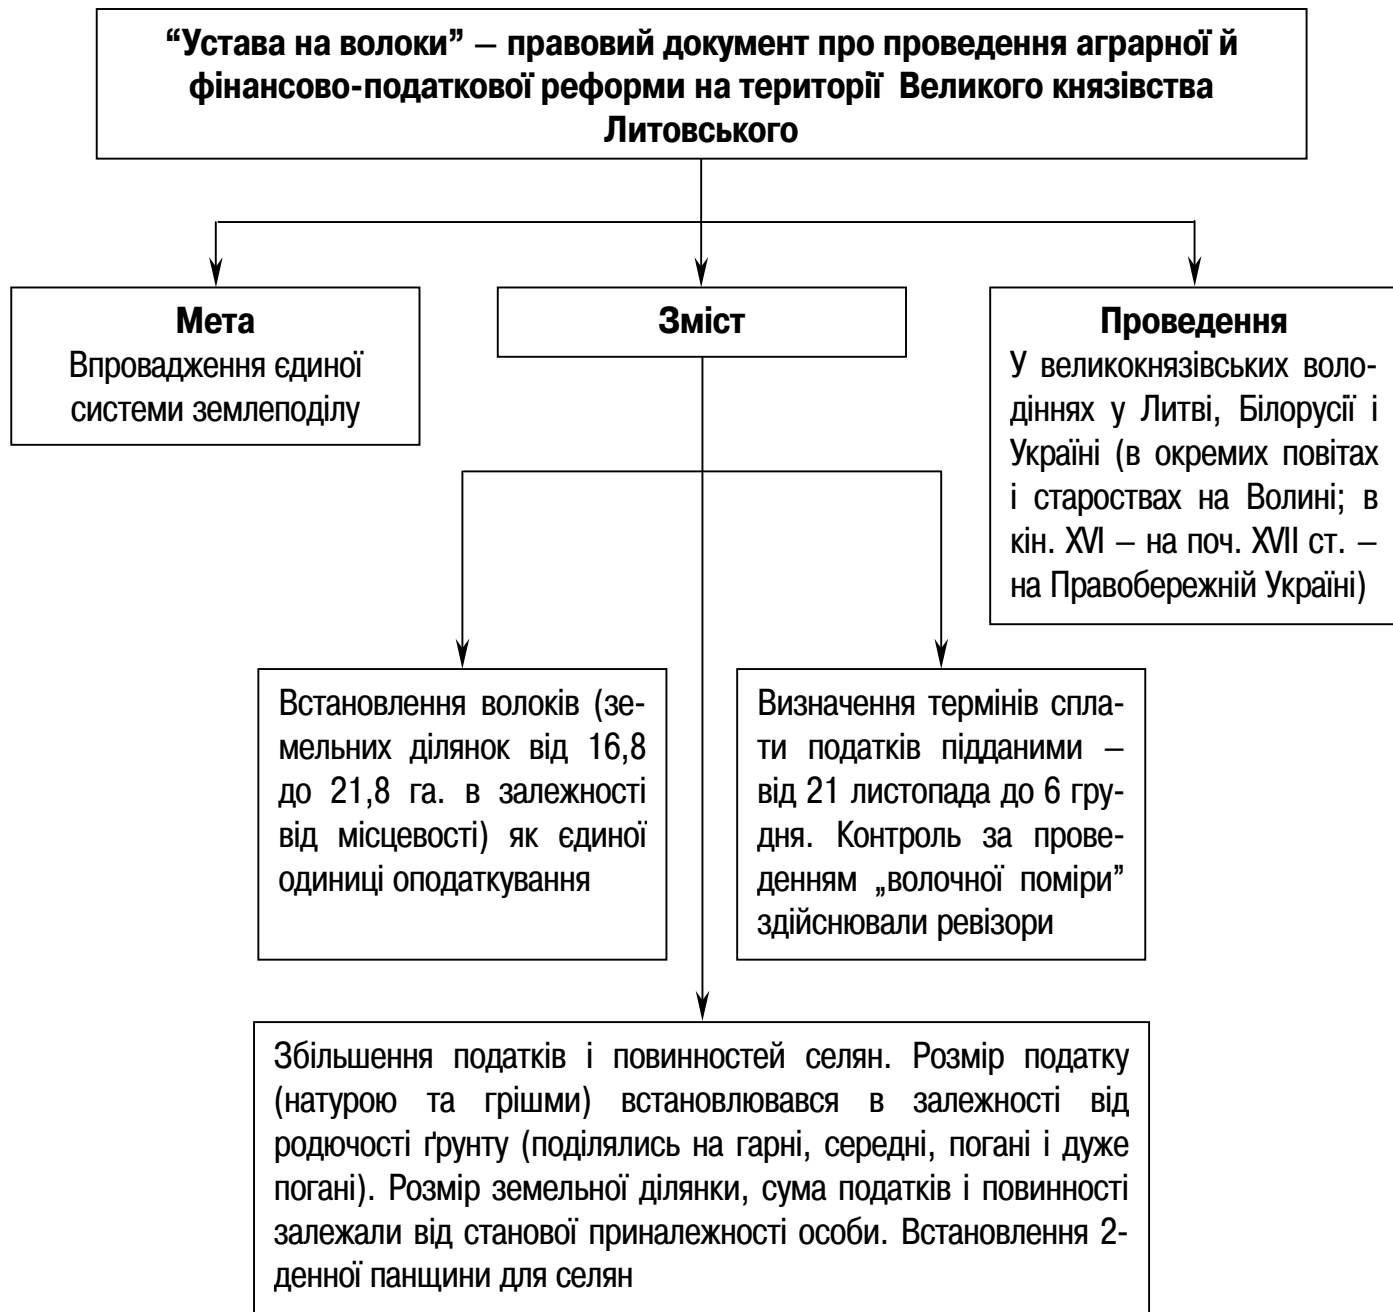 “Устава на волоки” – правовий документ про проведення аграрної й
фінансово-податкової реформи на території Великого князівства
Литовського
Мета
Впровадження єдиної
системи землеподілу
Зміст
Проведення
У великокнязівських воло-
діннях у Литві, Білорусії і
Україні (в окремих повітах
і староствах на Волині; в
кін. XVI – на поч. XVII ст. –
на Правобережній Україні)
Встановлення волоків (зе-
мельних ділянок від 16,8
до 21,8 га. в залежності
від місцевості) як єдиної
одиниці оподаткування
Визначення термінів спла-
ти податків підданими –
від 21 листопада до 6 гру-
дня. Контроль за прове-
денням „волочної поміри”
здійснювали ревізори
Збільшення податків і повинностей селян. Розмір податку
(натурою та грішми) встановлювався в залежності від
родючості ґрунту (поділялись на гарні, середні, погані і дуже
погані). Розмір земельної ділянки, сума податків і повинності
залежали від станової приналежності особи. Встановлення 2-
денної панщини для селян